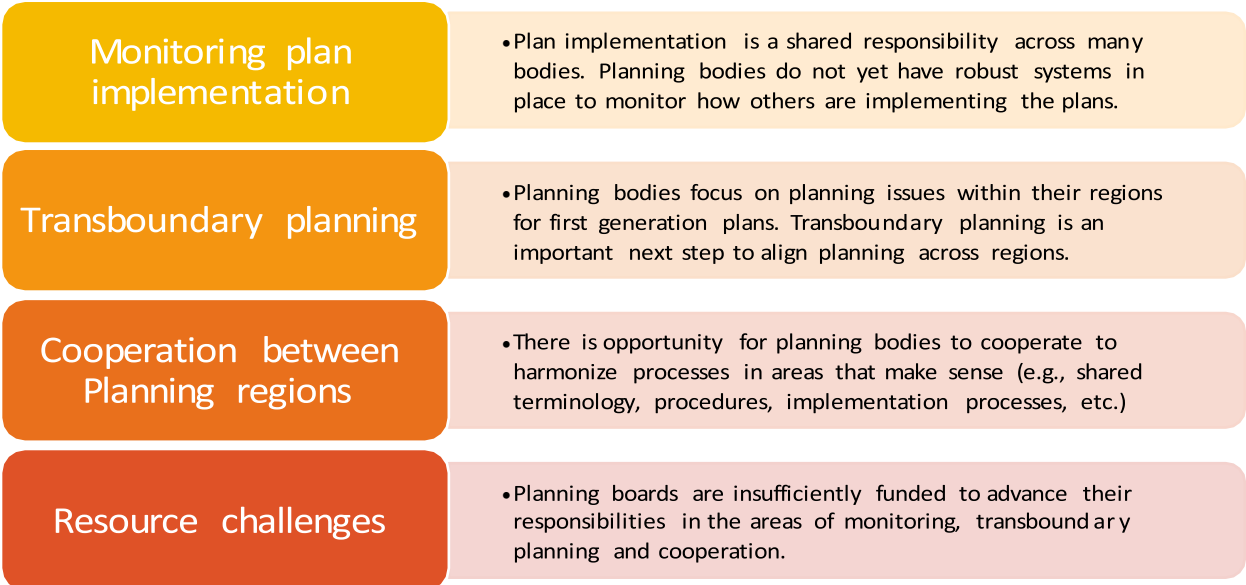 Monitoring plan
implementation
•Plan implementation is a shared responsibility across many
bodies. Planning bodies do not yet have robust systems in
place to monitor how others are implementing the plans.
Transboundary planning
•Planning bodies focus on planning issues within their regions
for first generation plans. Transboundary planning is an
important next step to align planning across regions.
Cooperation between
Planning regions
•There is opportunity for planning bodies to cooperate to
harmonize processes in areas that make sense (e.g., shared
terminology, procedures, implementation processes, etc.)
Resource challenges
•Planning boards are insufficiently funded to advance their
responsibilities in the areas of monitoring, transboundary
planning and cooperation.